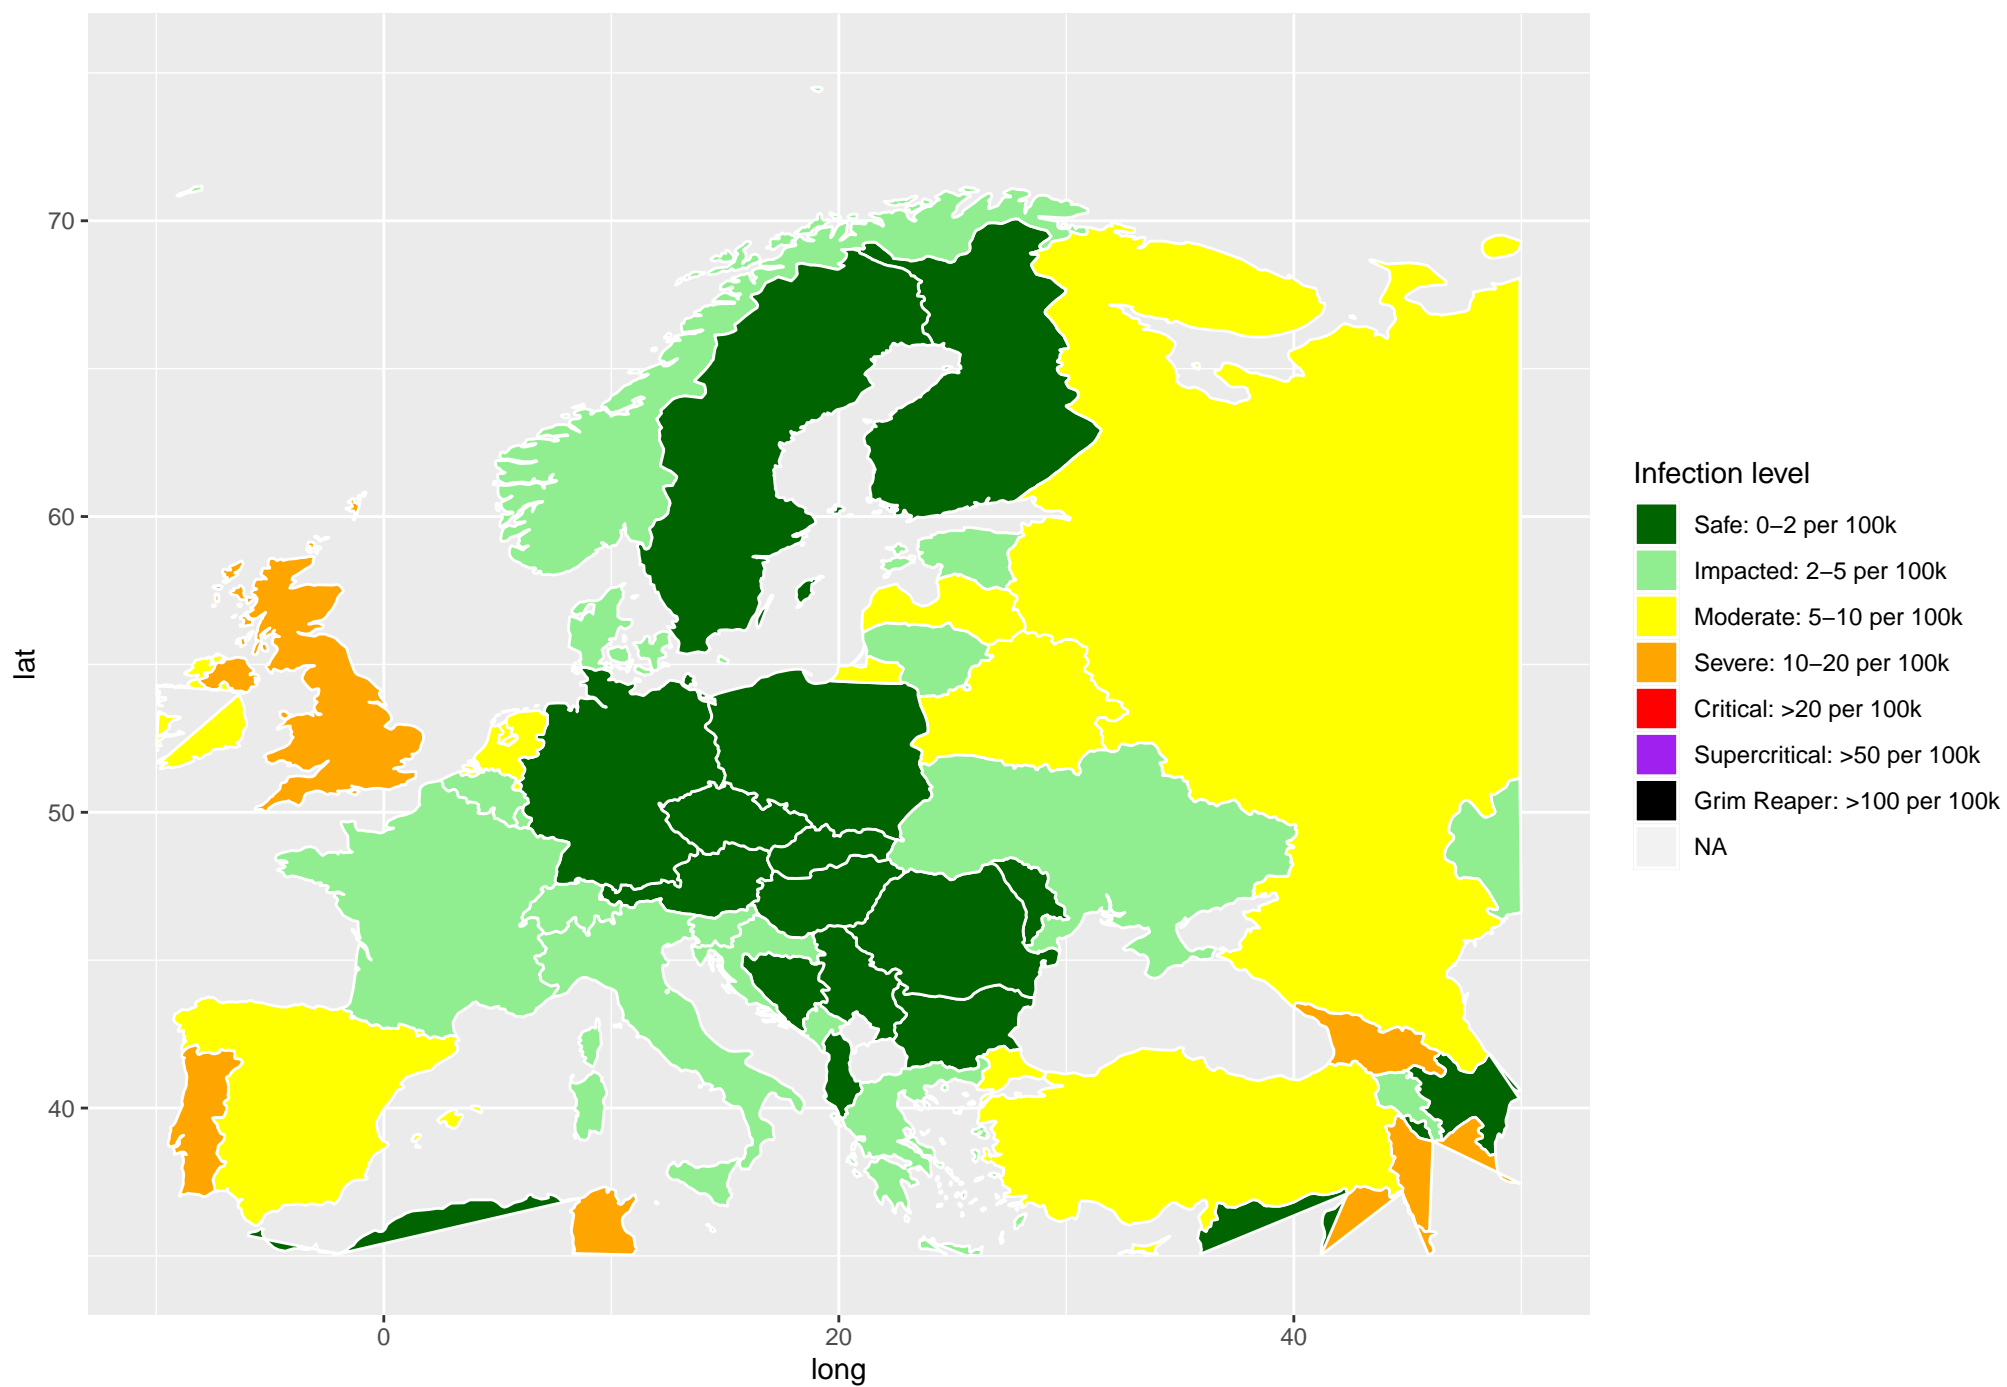 70
60
50
40
lat
0
20
40
long
Infection level
Safe: 0−2 per 100k
Impacted: 2−5 per 100k
Moderate: 5−10 per 100k
Severe: 10−20 per 100k
Critical: >20 per 100k
Supercritical: >50 per 100k
Grim Reaper: >100 per 100k
NA